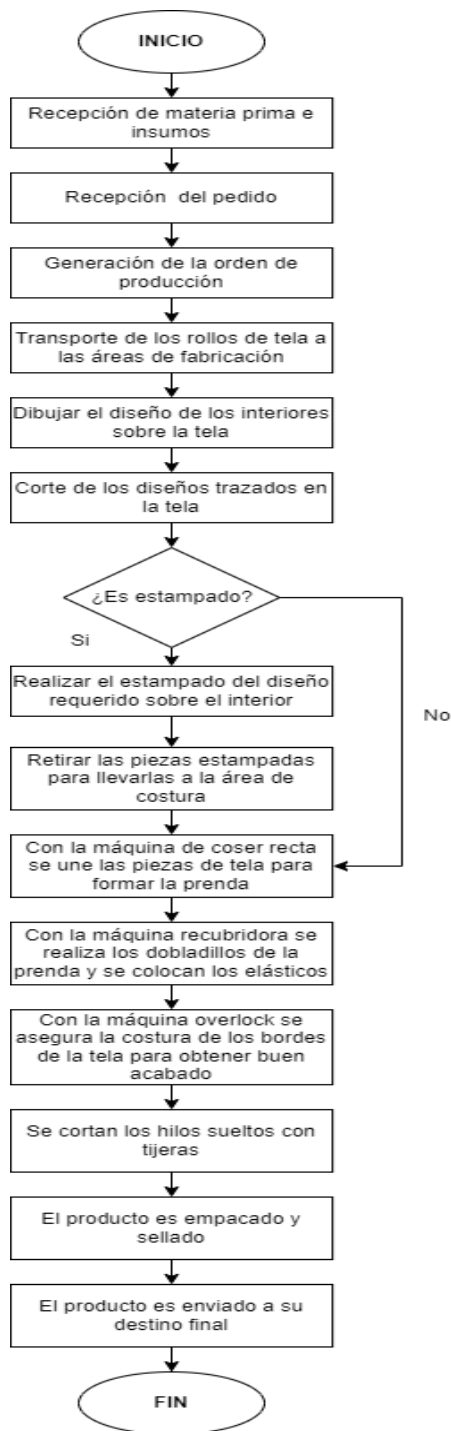 INICIO
Recepción de materia prima e
insumos
Recepción del pedido
Generación de la orden de
producción
Transporte de los rollos de tela a
las áreas de fabricación
Dibujar el diseño de los interiores
sobre la tela
Corte de los diseños trazados en
la tela
¿Es estampado?
Si
Realizar el estampado del diseño
requerido sobre el interior
No
Retirar las piezas estampadas
para llevarlas a la área de
costura
Con la máquina de coser recta
se une las piezas de tela para
formar la prenda
Con la máquina recubridora se
realiza los dobladillos de la
prenda y se colocan los elásticos
Con la máquina overlock se
asegura la costura de los bordes
de la tela para obtener buen
acabado
Se cortan los hilos sueltos con
tijeras
El producto es empacado y
sellado
El producto es enviado a su
destino final
FIN